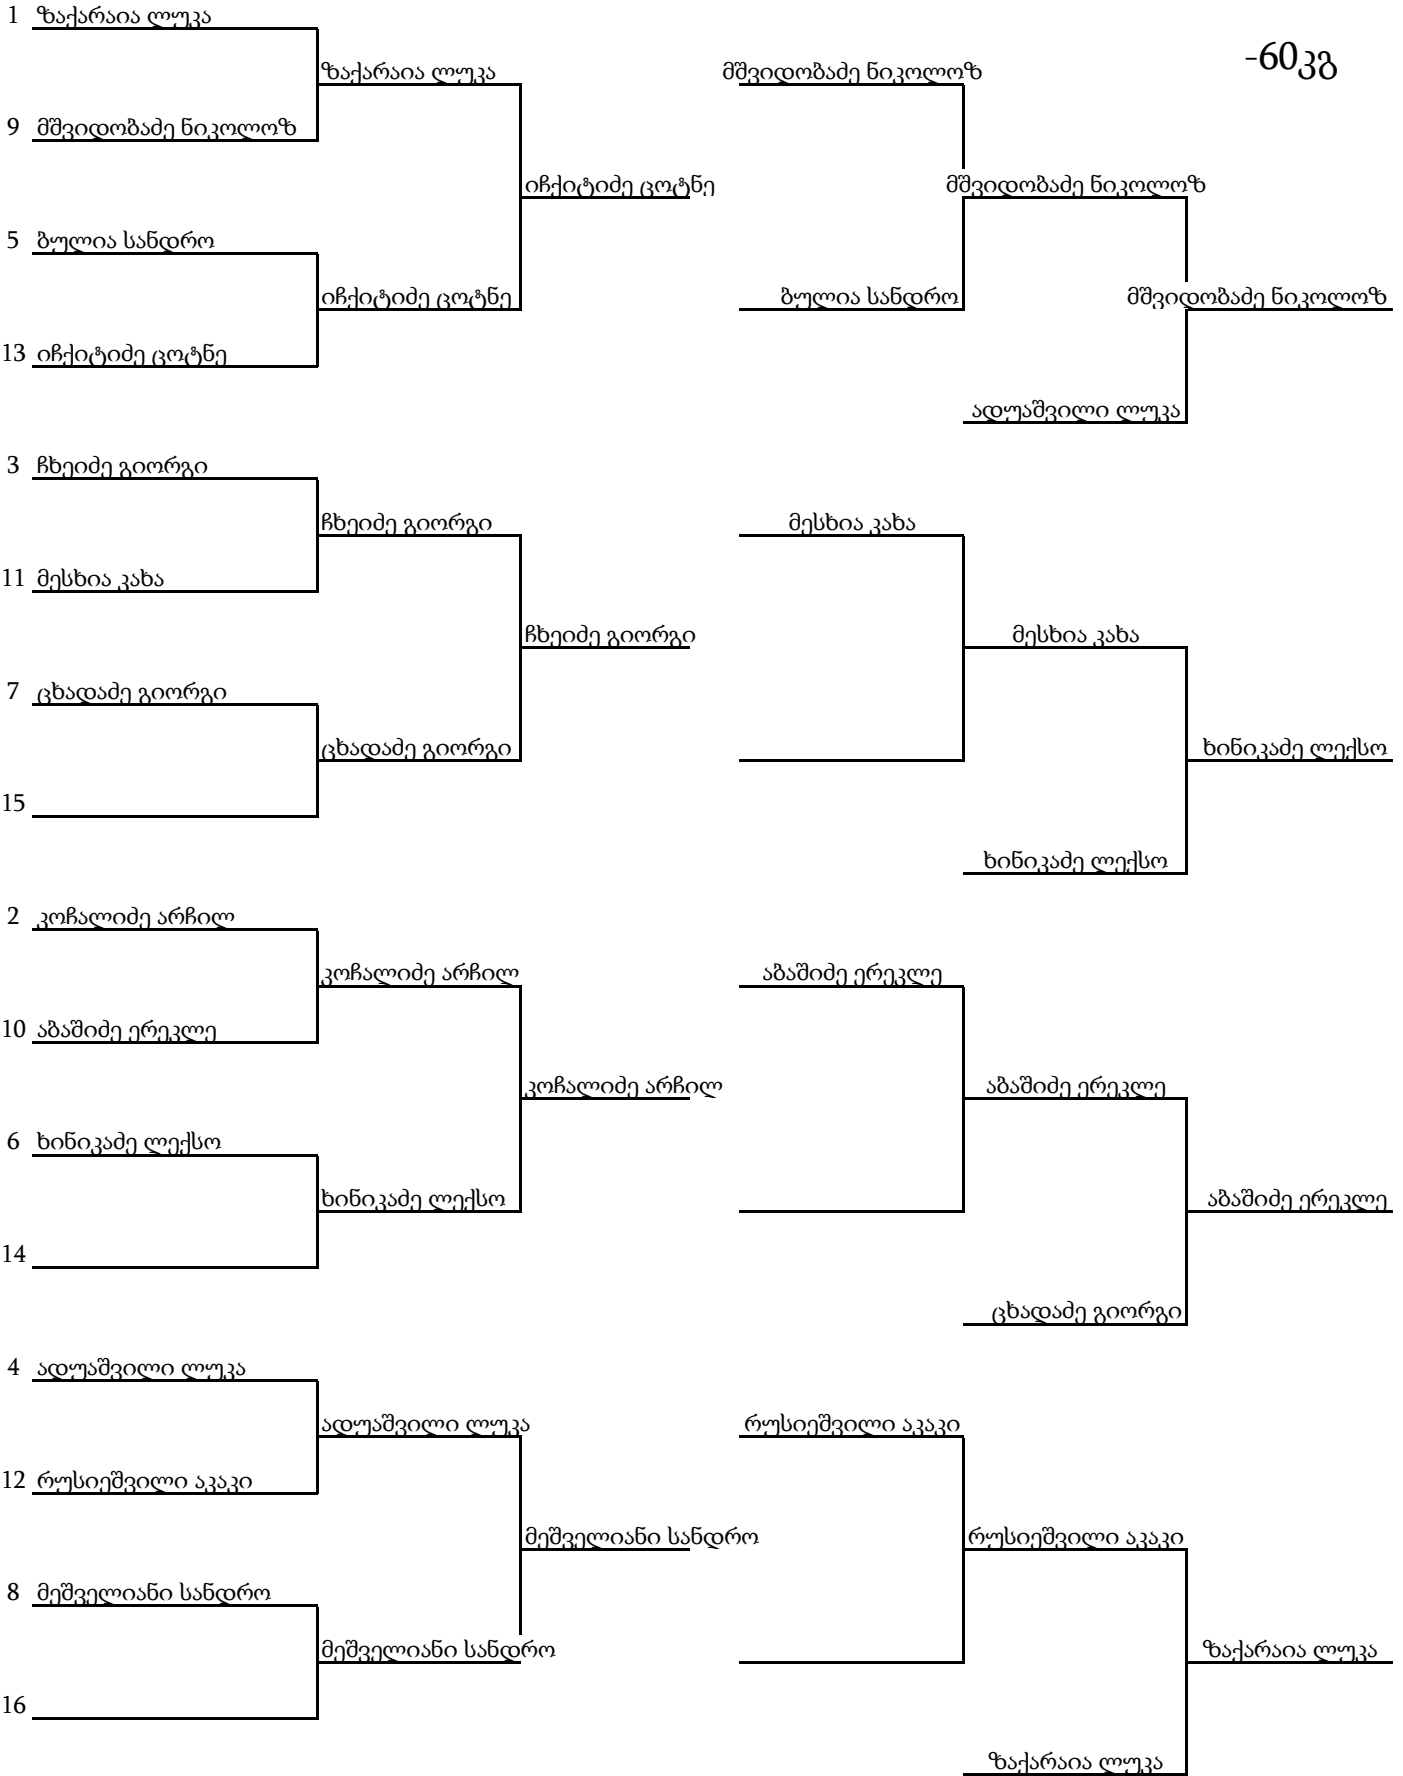 1 ზაქარაია ლუკა
ზაქარაია ლუკა
9 მშვიდობაძე ნიკოლოზ
იჩქიტიძე ცოტნე
5 ბულია სანდრო
იჩქიტიძე ცოტნე
13 იჩქიტიძე ცოტნე
3 ჩხეიძე გიორგი
ჩხეიძე გიორგი
11 მესხია კახა
ჩხეიძე გიორგი
7 ცხადაძე გიორგი
ცხადაძე გიორგი
15
2 კოჩალიძე არჩილ
კოჩალიძე არჩილ
10 აბაშიძე ერეკლე
კოჩალიძე არჩილ
6 ხინიკაძე ლექსო
ხინიკაძე ლექსო
14
4 ადუაშვილი ლუკა
ადუაშვილი ლუკა
12 რუსიეშვილი აკაკი
მეშველიანი სანდრო
8 მეშველიანი სანდრო
მეშველიანი სანდრო
16
-60კგ
მშვიდობაძე ნიკოლოზ
მშვიდობაძე ნიკოლოზ
ბულია სანდრო
მშვიდობაძე ნიკოლოზ
ადუაშვილი ლუკა
მესხია კახა
მესხია კახა
ხინიკაძე ლექსო
ხინიკაძე ლექსო
აბაშიძე ერეკლე
აბაშიძე ერეკლე
აბაშიძე ერეკლე
ცხადაძე გიორგი
რუსიეშვილი აკაკი
რუსიეშვილი აკაკი
ზაქარაია ლუკა
ზაქარაია ლუკა